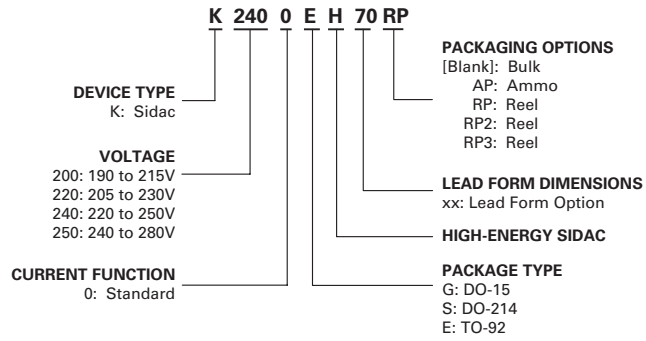 K 240 0 E H 70 RP
DEVICE TYPE
K: Sidac
VOLTAGE
200: 190 to 215V
220: 205 to 230V
240: 220 to 250V
250: 240 to 280V
CURRENT FUNCTION
0: Standard
PACKAGING OPTIONS
[Blank]: Bulk
AP: Ammo
RP: Reel
RP2: Reel
RP3: Reel
LEAD FORM DIMENSIONS
xx: Lead Form Option
HIGH-ENERGY SIDAC
PACKAGE TYPE
G: DO-15
S: DO-214
E: TO-92